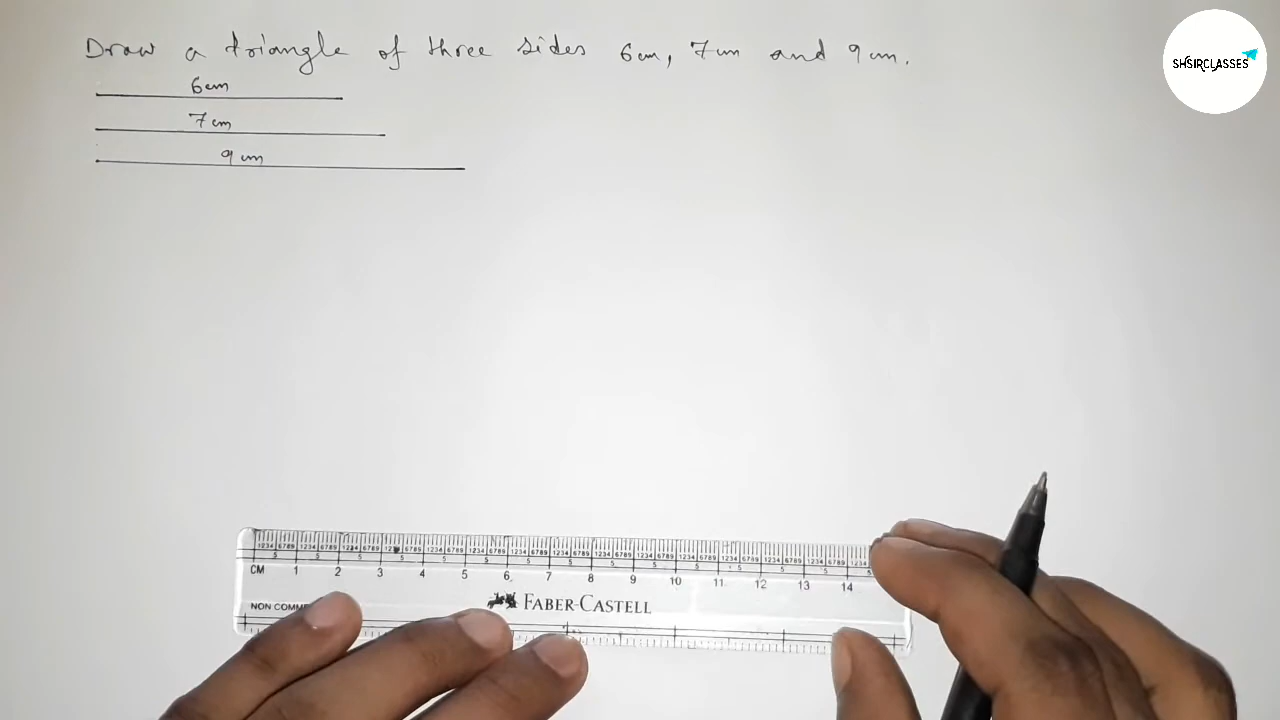 Draw a triangle of three sides 6cm, 7cm and 9cm.
SHSIRCLASSES
6cm
7cm
9cm
CM 1 2 3 4 5 6 7 8 9 10 11 12 13 14
FABER-CASTELL
NON COMME